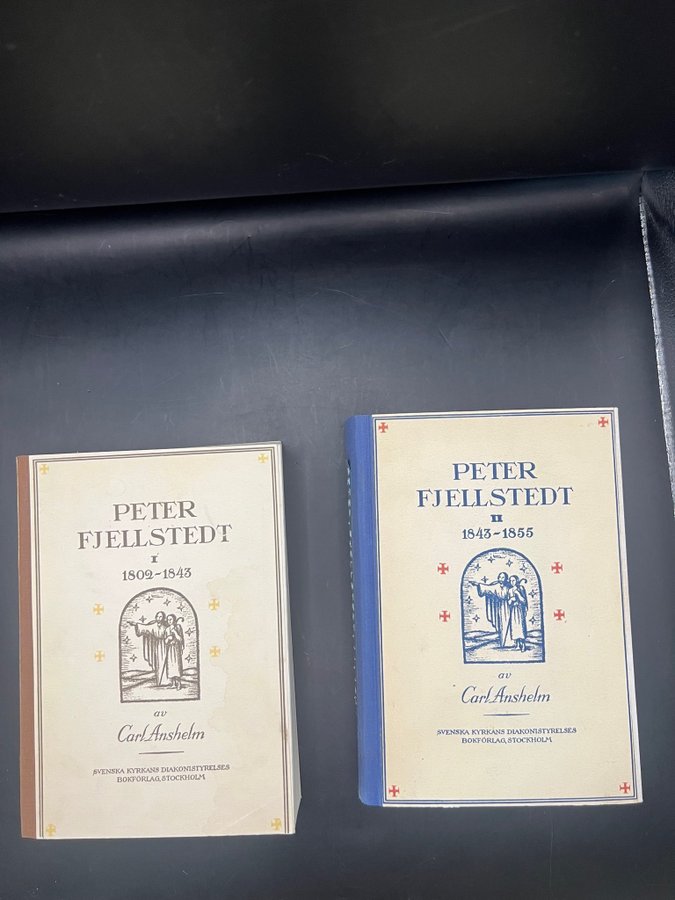 PETER
FJELLSTEDT
I
1802-1843
av
Carl Anshelm
SVENSKA KYRKANS DIAKONISTYRELSES
BOKFÖRLAG, STOCKHOLM
PETER
FJELLSTEDT
II
1843-1855
av
Carl Anshelm
SVENSKA KYRKANS DIAKONISTYRELSES
BOKFÖRLAG, STOCKHOLM